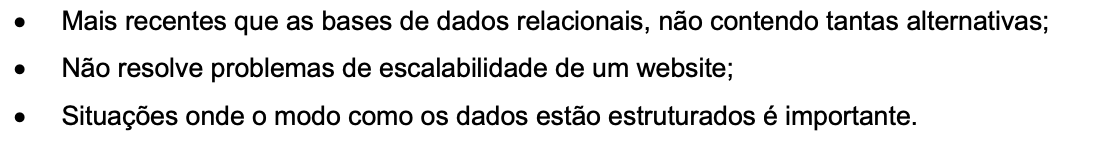 • Mais recentes que as bases de dados relacionais, não contendo tantas alternativas;
• Não resolve problemas de escalabilidade de um website;
• Situações onde o modo como os dados estão estruturados é importante.